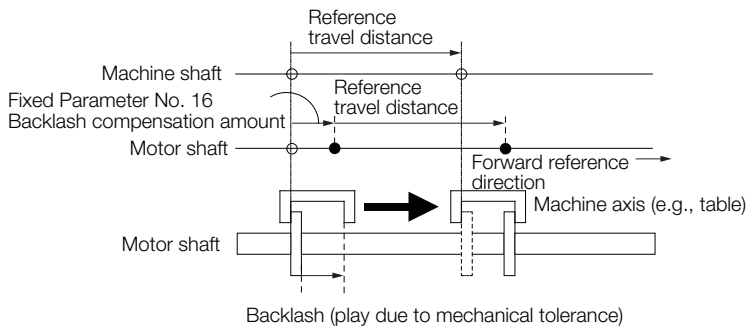 Reference
travel distance
Machine shaft
Fixed Parameter No. 16
Backlash compensation amount
Reference
travel distance
Motor shaft
Forward reference
direction
Machine axis (e.g., table)
Motor shaft
Backlash (play due to mechanical tolerance)